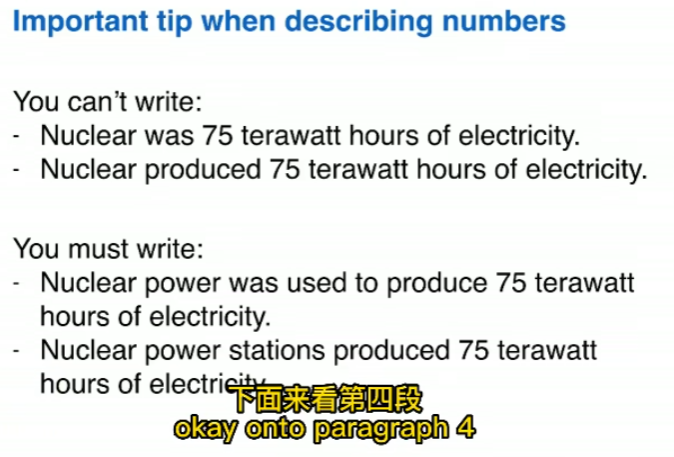 Important tip when describing numbers
You can't write:
- Nuclear was 75 terawatt hours of electricity.
- Nuclear produced 75 terawatt hours of electricity.
You must write:
- Nuclear power was used to produce 75 terawatt
hours of electricity.
- Nuclear power stations produced 75 terawatt
hours of electricity.
下面来看第四段
okay onto paragraph 4